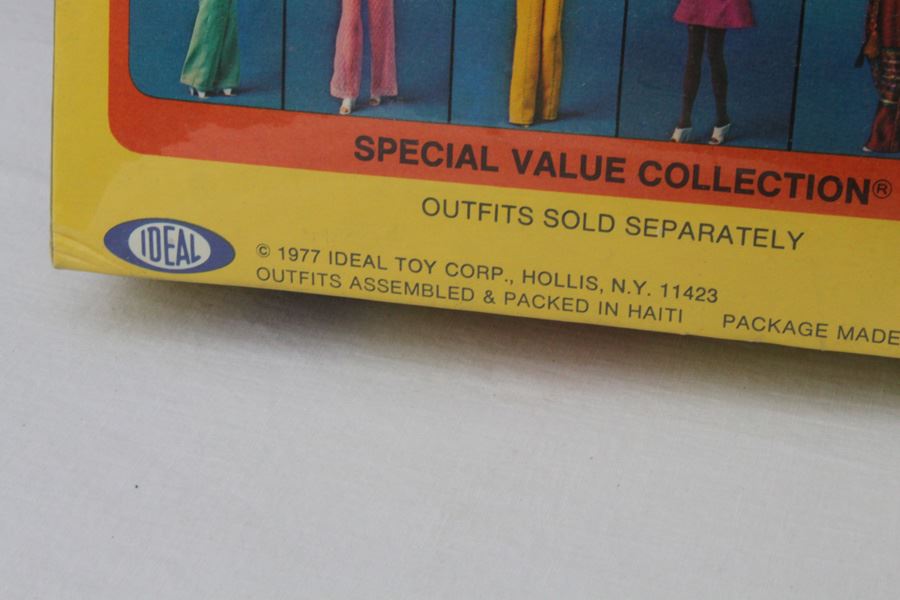 SPECIAL VALUE COLLECTION®
OUTFITS SOLD SEPARATELY
IDEAL
© 1977 IDEAL TOY CORP., HOLLIS, N.Y. 11423
OUTFITS ASSEMBLED & PACKED IN HAITI PACKAGE MADE